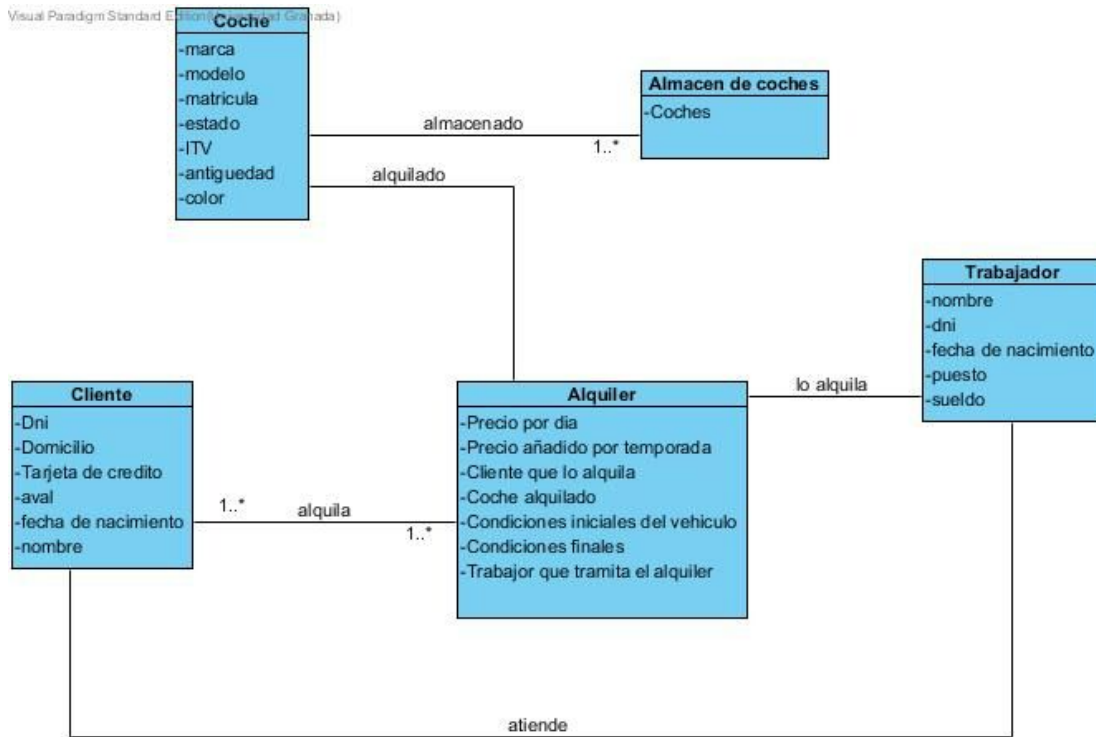 Visual Paradigm Standard Edition(Universidad Granada)
Coche
-marca
-modelo
-matricula
-estado
-ITV
-antiguedad
-color
almacenado
1..*
Almacen de coches
-Coches
alquilado
Trabajador
-nombre
-dni
-fecha de nacimiento
-puesto
-sueldo
lo alquila
Cliente
-Dni
-Domicilio
-Tarjeta de credito
-aval
-fecha de nacimiento
-nombre
1..*
alquila
1..*
Alquiler
-Precio por dia
-Precio añadido por temporada
-Cliente que lo alquila
-Coche alquilado
-Condiciones iniciales del vehiculo
-Condiciones finales
-Trabajor que tramita el alquiler
atiende